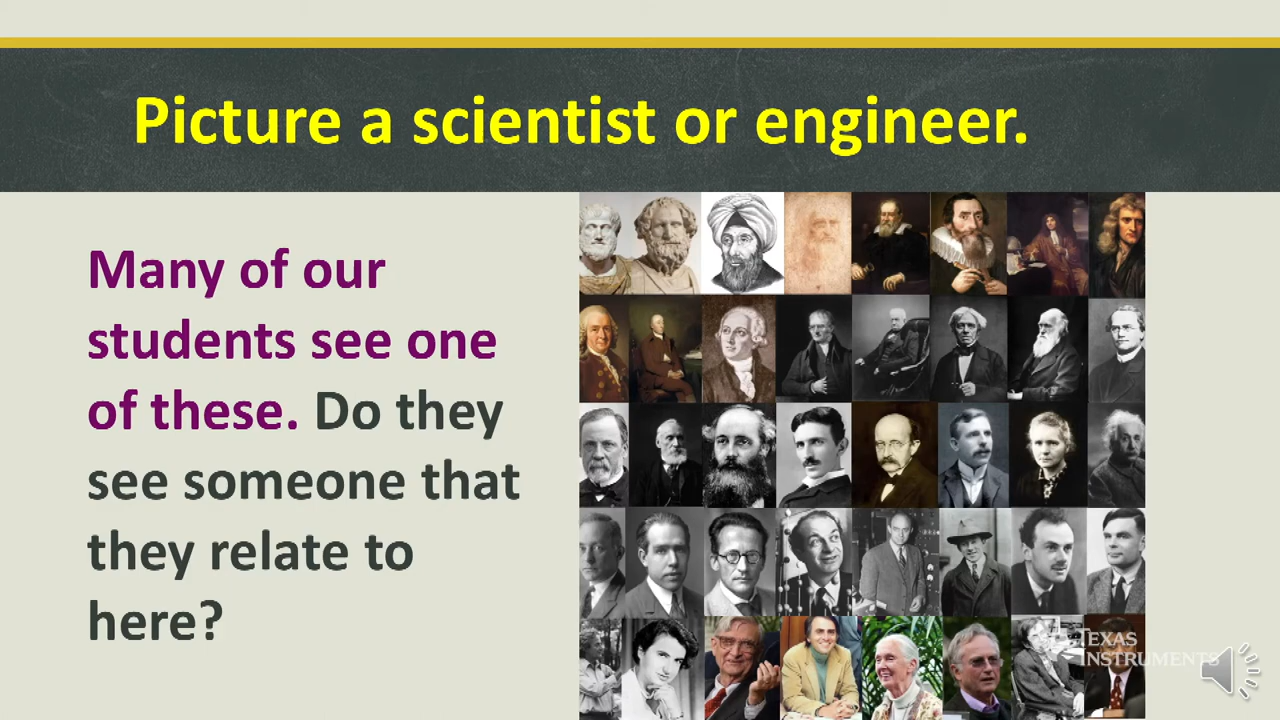 Picture a scientist or engineer.
Many of our
students see one
of these. Do they
see someone that
they relate to
here?
TEXAS
INSTRUMENTS